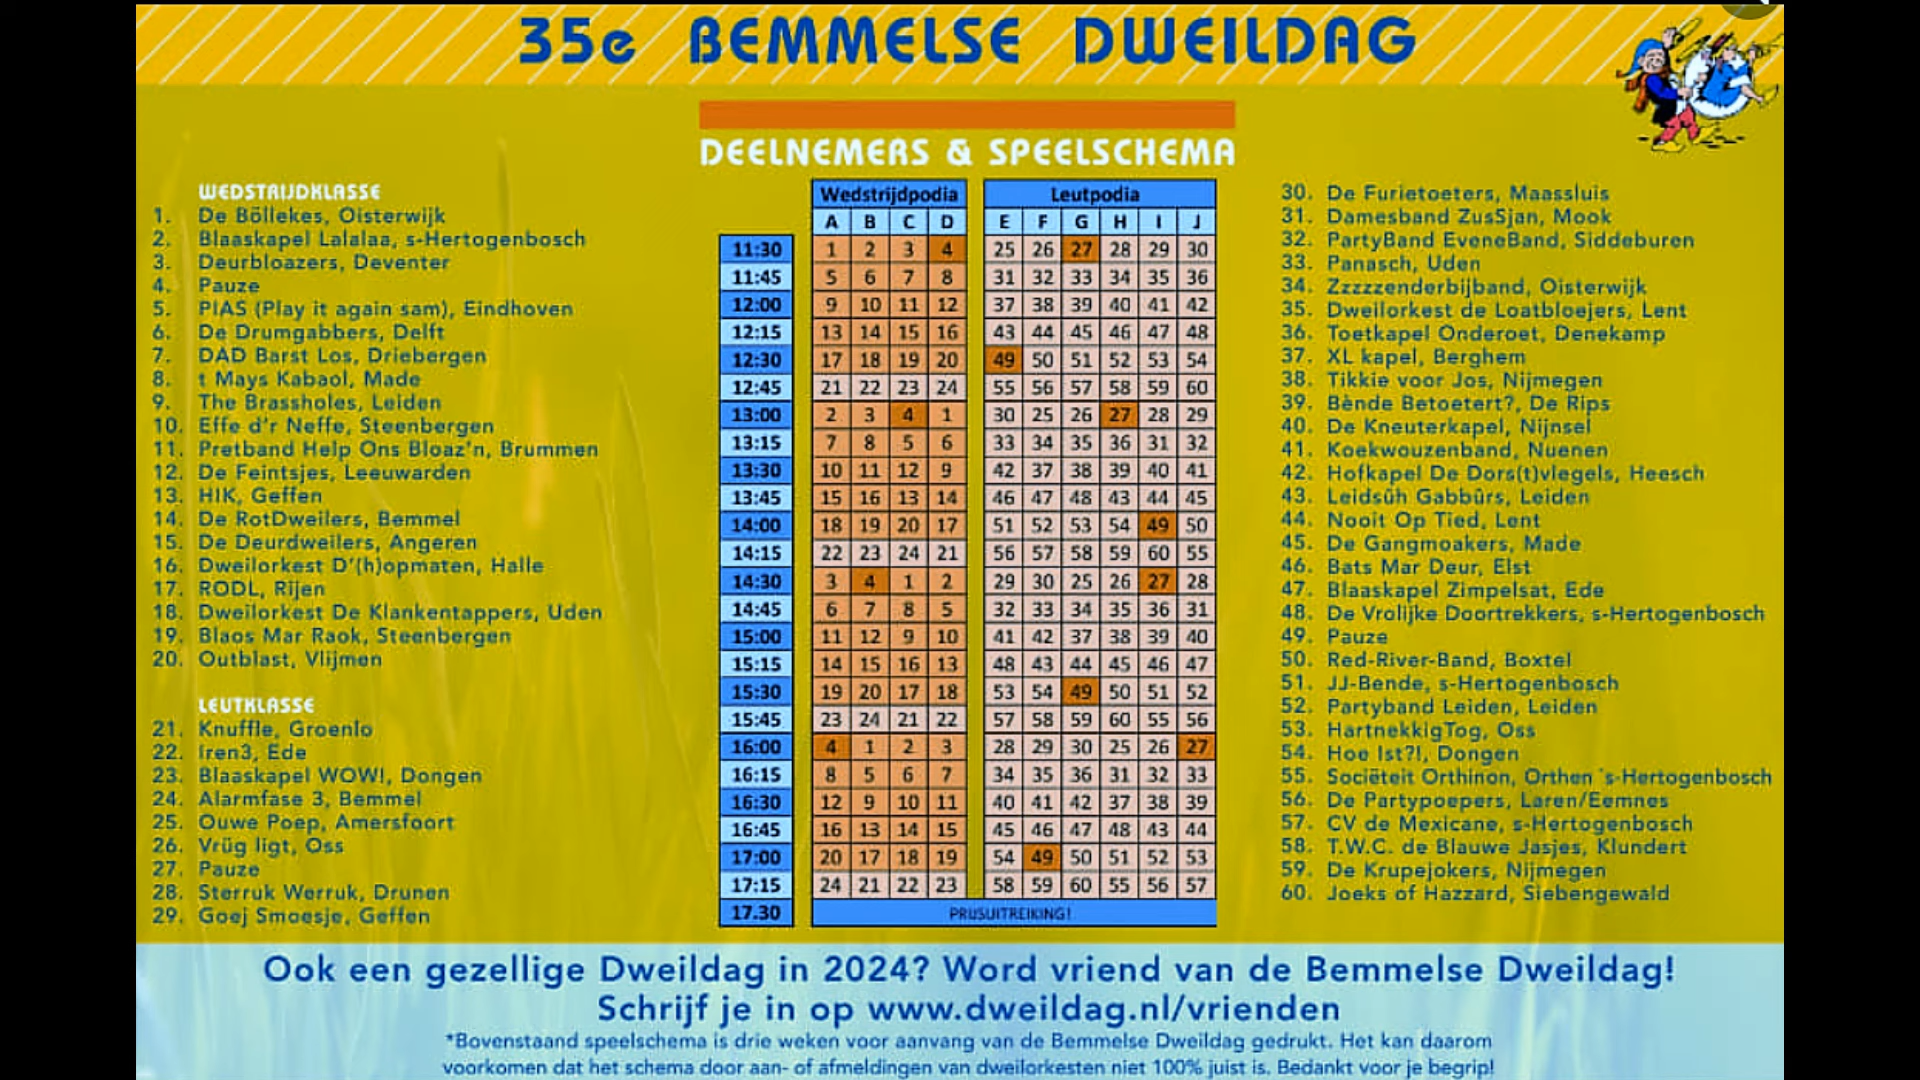 35e BEMMELSE DWEILDAG
DEELNEMERS & SPEELSCHEMA
WEDSTRIJDKLASSE
1. De Böllekes, Oisterwijk
2. Blaaskapel Lalalaa, s-Hertogenbosch
3. Deurbloazers, Deventer
4. Pauze
5. PIAS (Play it again sam), Eindhoven
6. De Drumgabbers, Delft
7. DAD Barst Los, Driebergen
8. t Mays Kabaol, Made
9. The Brassholes, Leiden
10. Effe d'r Neffe, Steenbergen
11. Pretband Help Ons Bloaz'n, Brummen
12. De Feintsjes, Leeuwarden
13. HIK, Geffen
14. De RotDweilers, Bemmel
15. De Deurdweilers, Angeren
16. Dweilorkest D'(h)opmaten, Halle
17. RODL, Rijen
18. Dweilorkest De Klankentappers, Uden
19. Blaos Mar Raok, Steenbergen
20. Outblast, Vlijmen
LEUTKLASSE
21. Knuffle, Groenlo
22. Iren3, Ede
23. Blaaskapel WOW!, Dongen
24. Alarmfase 3, Bemmel
25. Ouwe Poep, Amersfoort
26. Vrüg ligt, Oss
27. Pauze
28. Sterruk Werruk, Drunen
29. Goej Smoesje, Geffen
Wedstrijdpodia Leutpodia
A B C D E F G H I J
11:30 1 2 3 4 25 26 27 28 29 30
11:45 5 6 7 8 31 32 33 34 35 36
12:00 9 10 11 12 37 38 39 40 41 42
12:15 13 14 15 16 43 44 45 46 47 48
12:30 17 18 19 20 49 50 51 52 53 54
12:45 21 22 23 24 55 56 57 58 59 60
13:00 2 3 4 1 30 25 26 27 28 29
13:15 7 8 5 6 33 34 35 36 31 32
13:30 10 11 12 9 42 37 38 39 40 41
13:45 15 16 13 14 46 47 48 43 44 45
14:00 18 19 20 17 51 52 53 54 49 50
14:15 22 23 24 21 56 57 58 59 60 55
14:30 3 4 1 2 29 30 25 26 27 28
14:45 6 7 8 5 32 33 34 35 36 31
15:00 11 12 9 10 41 42 37 38 39 40
15:15 14 15 16 13 48 43 44 45 46 47
15:30 19 20 17 18 53 54 49 50 51 52
15:45 23 24 21 22 57 58 59 60 55 56
16:00 4 1 2 3 28 29 30 25 26 27
16:15 8 5 6 7 34 35 36 31 32 33
16:30 12 9 10 11 40 41 42 37 38 39
16:45 16 13 14 15 45 46 47 48 43 44
17:00 20 17 18 19 54 49 50 51 52 53
17:15 24 21 22 23 58 59 60 55 56 57
17.30 PRIJSUITREIKING!
30. De Furietoeters, Maassluis
31. Damesband ZusSjan, Mook
32. PartyBand EveneBand, Siddeburen
33. Panasch, Uden
34. Zzzzzenderbijband, Oisterwijk
35. Dweilorkest de Loatbloejers, Lent
36. Toetkapel Onderoet, Denekamp
37. XL kapel, Berghem
38. Tikkie voor Jos, Nijmegen
39. Bènde Betoetert?, De Rips
40. De Kneuterkapel, Nijnsel
41. Koekwouzenband, Nuenen
42. Hofkapel De Dors(t)vlegels, Heesch
43. Leidsûh Gabbûrs, Leiden
44. Nooit Op Tied, Lent
45. De Gangmoakers, Made
46. Bats Mar Deur, Elst
47. Blaaskapel Zimpelsat, Ede
48. De Vrolijke Doortrekkers, s-Hertogenbosch
49. Pauze
50. Red-River-Band, Boxtel
51. JJ-Bende, s-Hertogenbosch
52. Partyband Leiden, Leiden
53. HartnekkigTog, Oss
54. Hoe Ist?!, Dongen
55. Sociëteit Orthinon, Orthen ´s-Hertogenbosch
56. De Partypoepers, Laren/Eemnes
57. CV de Mexicane, s-Hertogenbosch
58. T.W.C. de Blauwe Jasjes, Klundert
59. De Krupejokers, Nijmegen
60. Joeks of Hazzard, Siebengewald
Ook een gezellige Dweildag in 2024? Word vriend van de Bemmelse Dweildag!
Schrijf je in op www.dweildag.nl/vrienden
*Bovenstaand speelschema is drie weken voor aanvang van de Bemmelse Dweildag gedrukt. Het kan daarom
voorkomen dat het schema door aan- of afmeldingen van dweilorkesten niet 100% juist is. Bedankt voor je begrip!